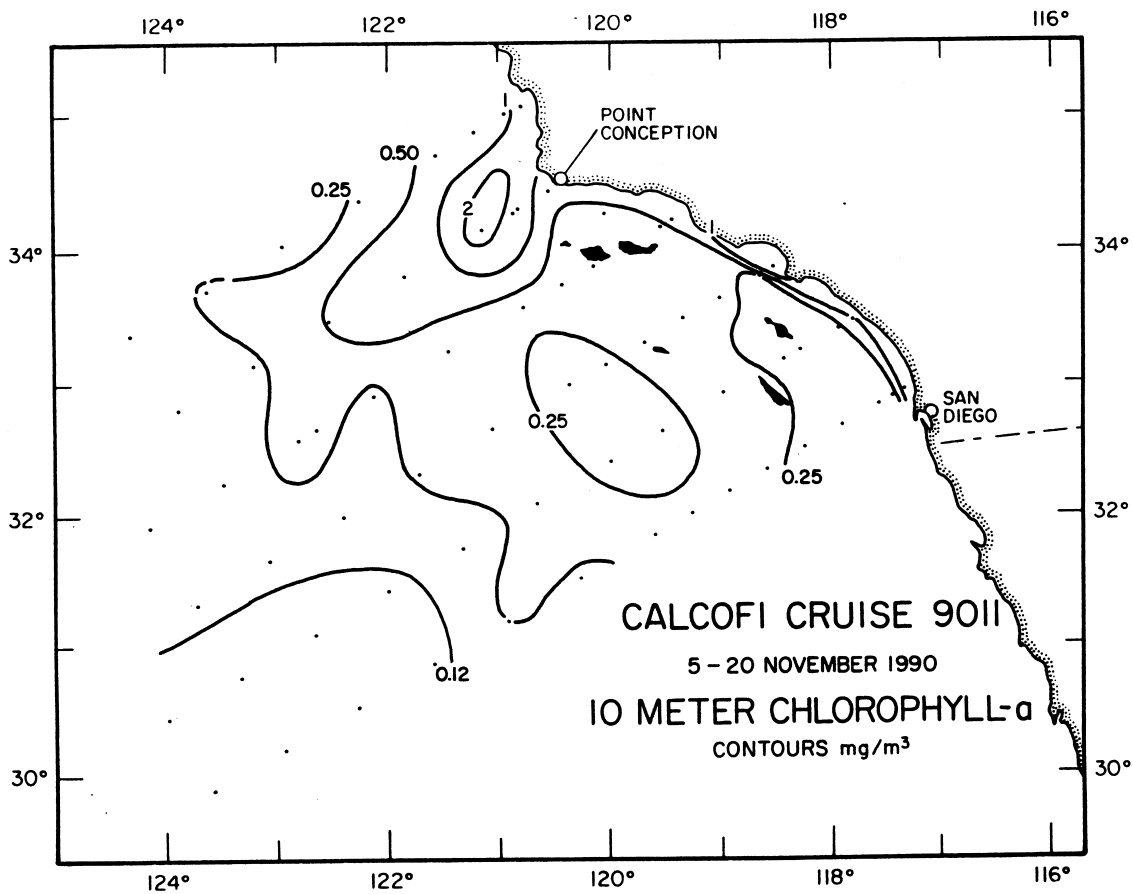 124° 122° 120° 118° 116°
POINT
CONCEPTION
1
0.50
0.25
2
1
34° 34°
SAN
DIEGO
0.25
0.25
32° 32°
CALCOFI CRUISE 9011
5-20 NOVEMBER 1990
0.12
10 METER CHLOROPHYLL-a
CONTOURS mg/m³
30° 30°
124° 122° 120° 118° 116°